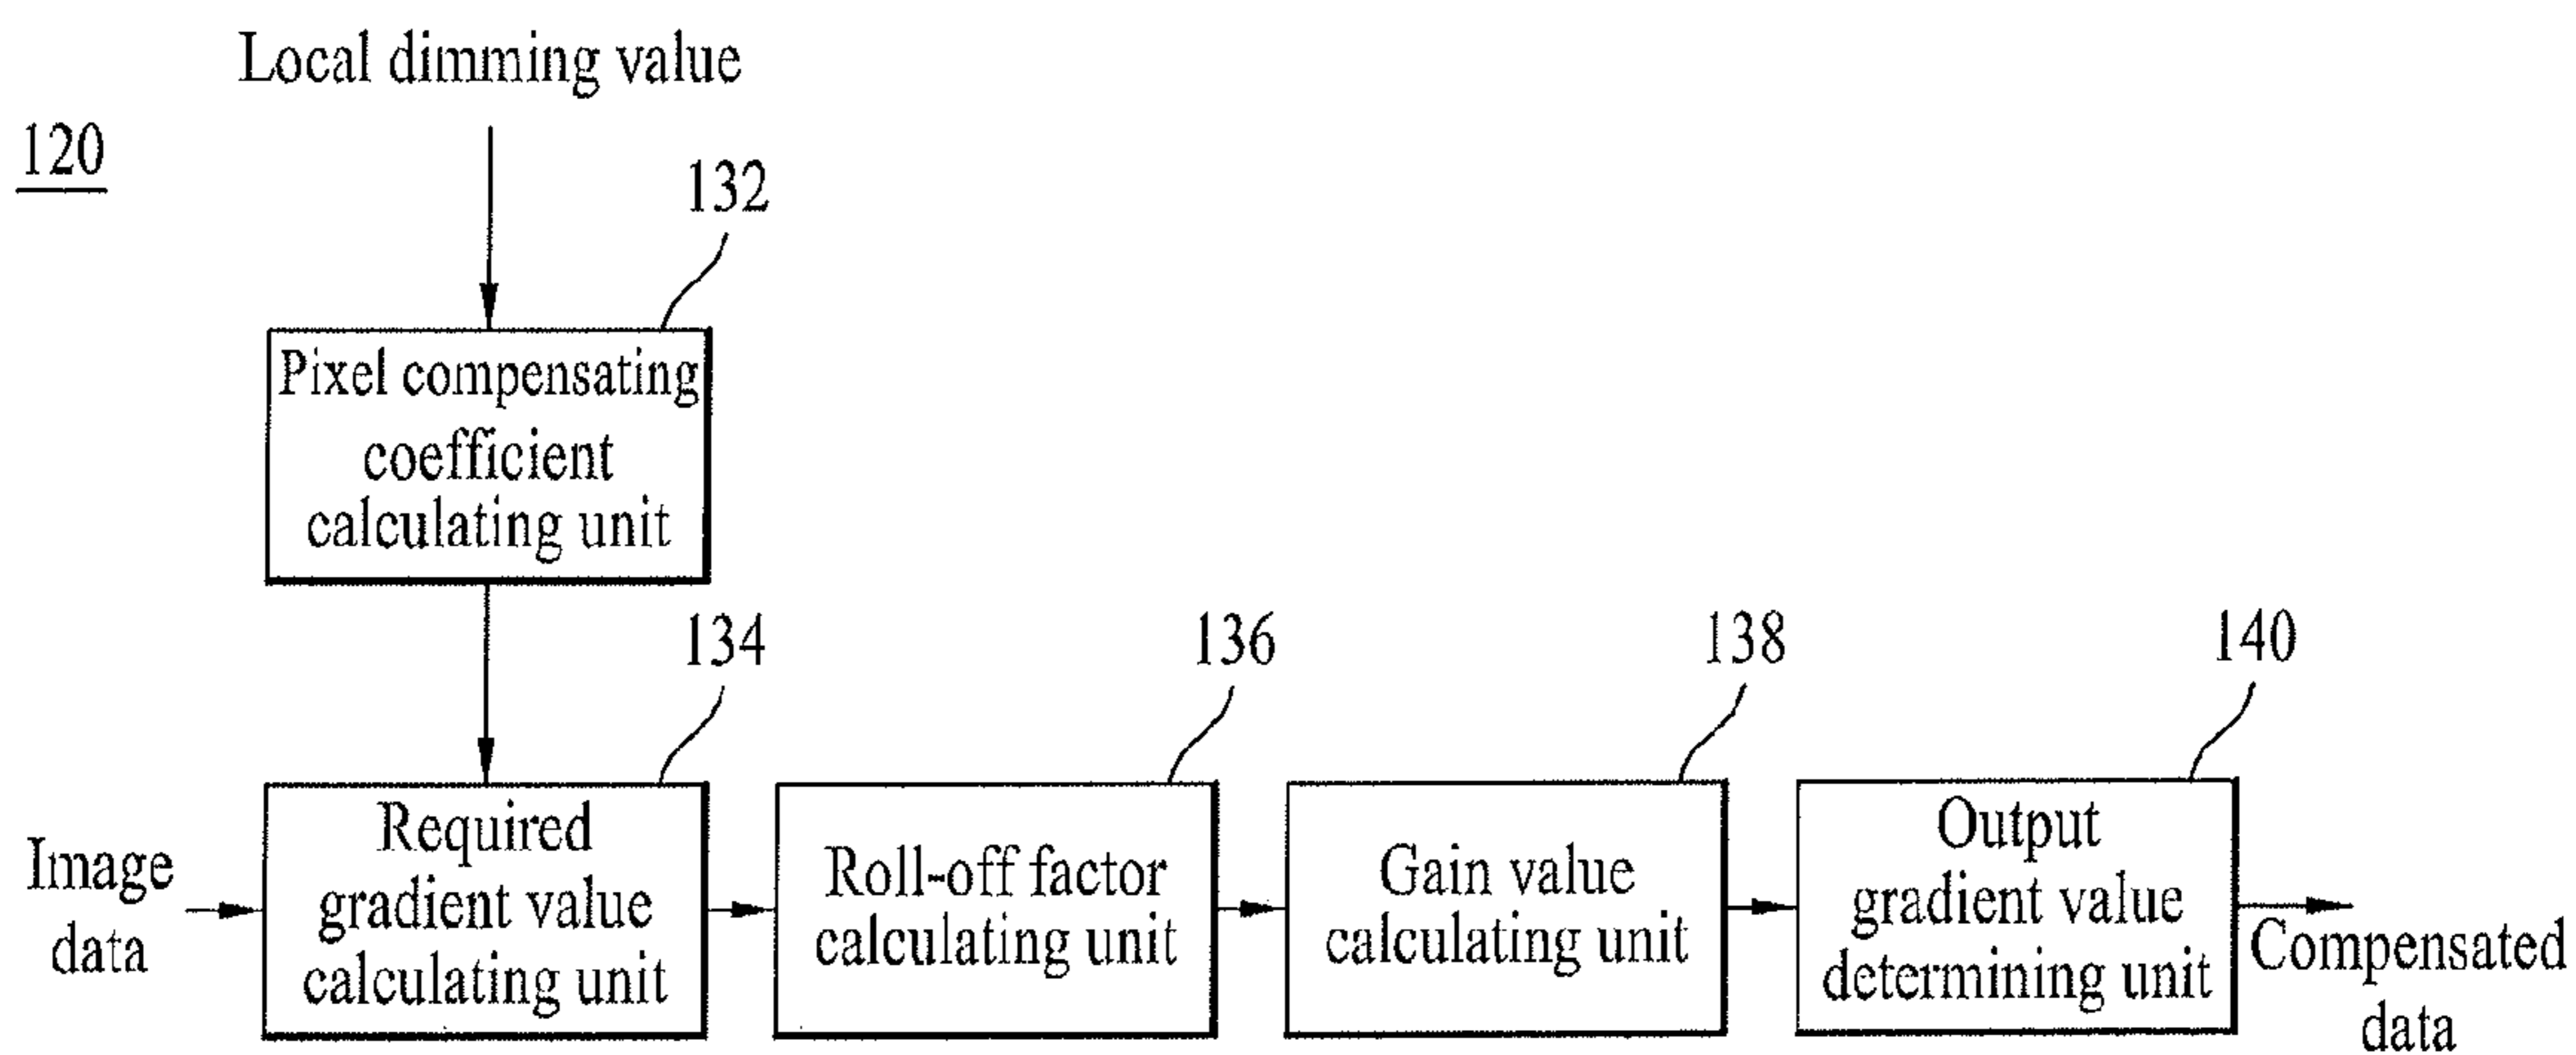 Local dimming value
120
132
Pixel compensating
coefficient
calculating unit
134
136
138
140
Image
data
Required
gradient value
calculating unit
Roll-off factor
calculating unit
Gain value
calculating unit
Output
gradient value
determining unit
Compensated
data